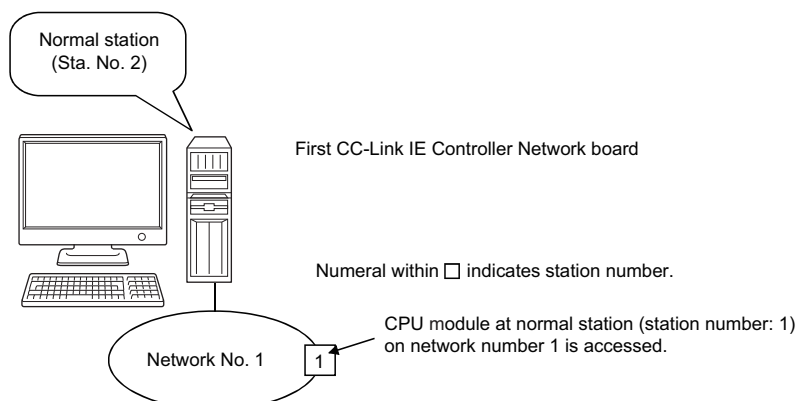 Normal station
(Sta. No. 2)
First CC-Link IE Controller Network board
Numeral within □ indicates station number.
CPU module at normal station (station number: 1)
on network number 1 is accessed.
Network No. 1
1